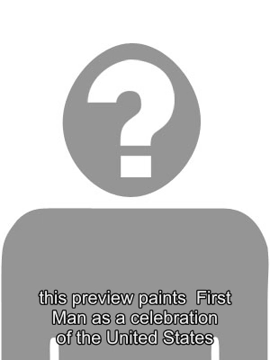 ?
this preview paints  First
Man as a celebration
of the United States